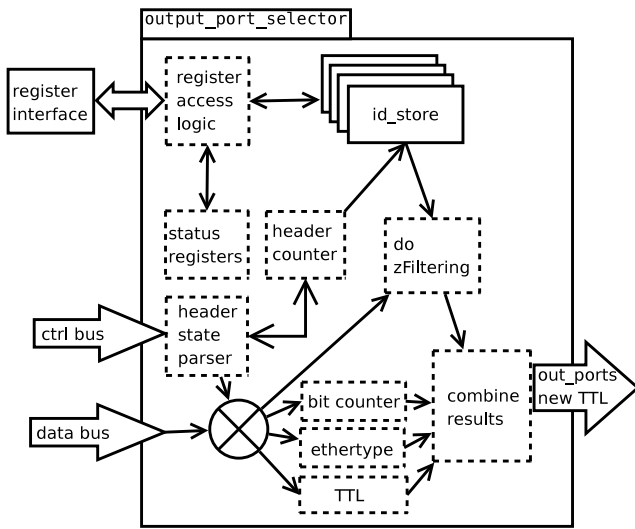 output_port_selector
register
interface
register
access
logic
id_store
status
registers
header
counter
do
zFiltering
ctrl bus
header
state
parser
data bus
bit counter
ethertype
TTL
combine
results
out_ports
new TTL